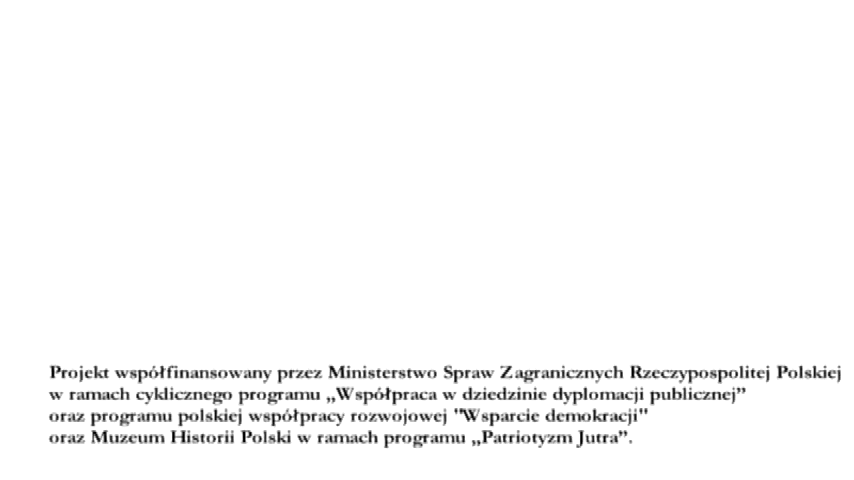 Projekt współfinansowany przez Ministerstwo Spraw Zagranicznych Rzeczypospolitej Polskiej
w ramach cyklicznego programu „Współpraca w dziedzinie dyplomacji publicznej”
oraz programu polskiej współpracy rozwojowej "Wsparcie demokracji"
oraz Muzeum Historii Polski w ramach programu „Patriotyzm Jutra”.